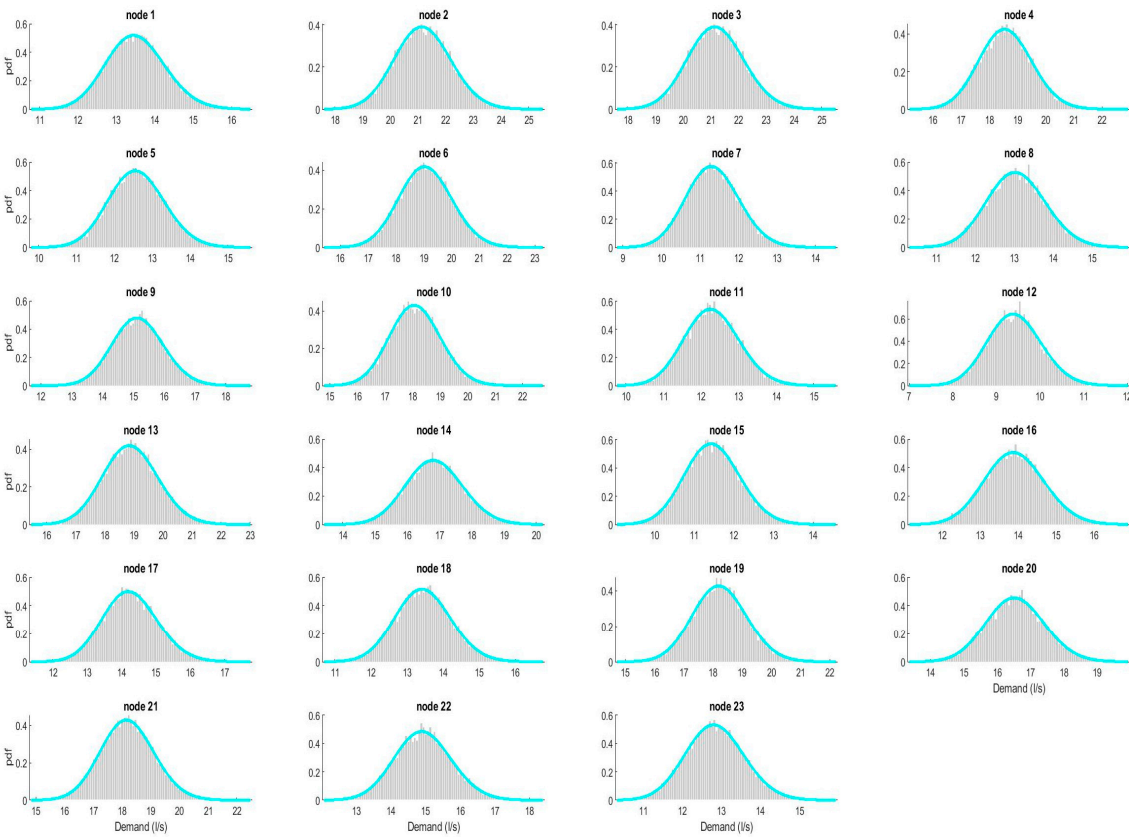 node 1
0.6
0.4
0.2
0
pdf
11 12 13 14 15 16
node 2
0.4
0.2
0
18 19 20 21 22 23 24 25
node 3
0.4
0.2
0
18 19 20 21 22 23 24 25
node 4
0.4
0.2
0
16 17 18 19 20 21 22
node 5
0.6
0.4
0.2
0
pdf
10 11 12 13 14 15
node 6
0.4
0.2
0
16 17 18 19 20 21 22 23
node 7
0.6
0.4
0.2
0
9 10 11 12 13 14
node 8
0.6
0.4
0.2
0
11 12 13 14 15
node 9
0.6
0.4
0.2
0
pdf
12 13 14 15 16 17 18
node 10
0.4
0.2
0
15 16 17 18 19 20 21 22
node 11
0.6
0.4
0.2
0
10 11 12 13 14 15
node 12
0.6
0.4
0.2
0
7 8 9 10 11 12
node 13
0.4
0.2
0
pdf
16 17 18 19 20 21 22 23
node 14
0.6
0.4
0.2
0
14 15 16 17 18 19 20
node 15
0.6
0.4
0.2
0
10 11 12 13 14
node 16
0.6
0.4
0.2
0
12 13 14 15 16
node 17
0.6
0.4
0.2
0
pdf
12 13 14 15 16 17
node 18
0.6
0.4
0.2
0
11 12 13 14 15 16
node 19
0.4
0.2
0
15 16 17 18 19 20 21 22
node 20
0.6
0.4
0.2
0
14 15 16 17 18 19
Demand (l/s)
node 21
0.4
0.2
0
pdf
15 16 17 18 19 20 21 22
Demand (l/s)
node 22
0.6
0.4
0.2
0
13 14 15 16 17 18
Demand (l/s)
node 23
0.6
0.4
0.2
0
11 12 13 14 15
Demand (l/s)